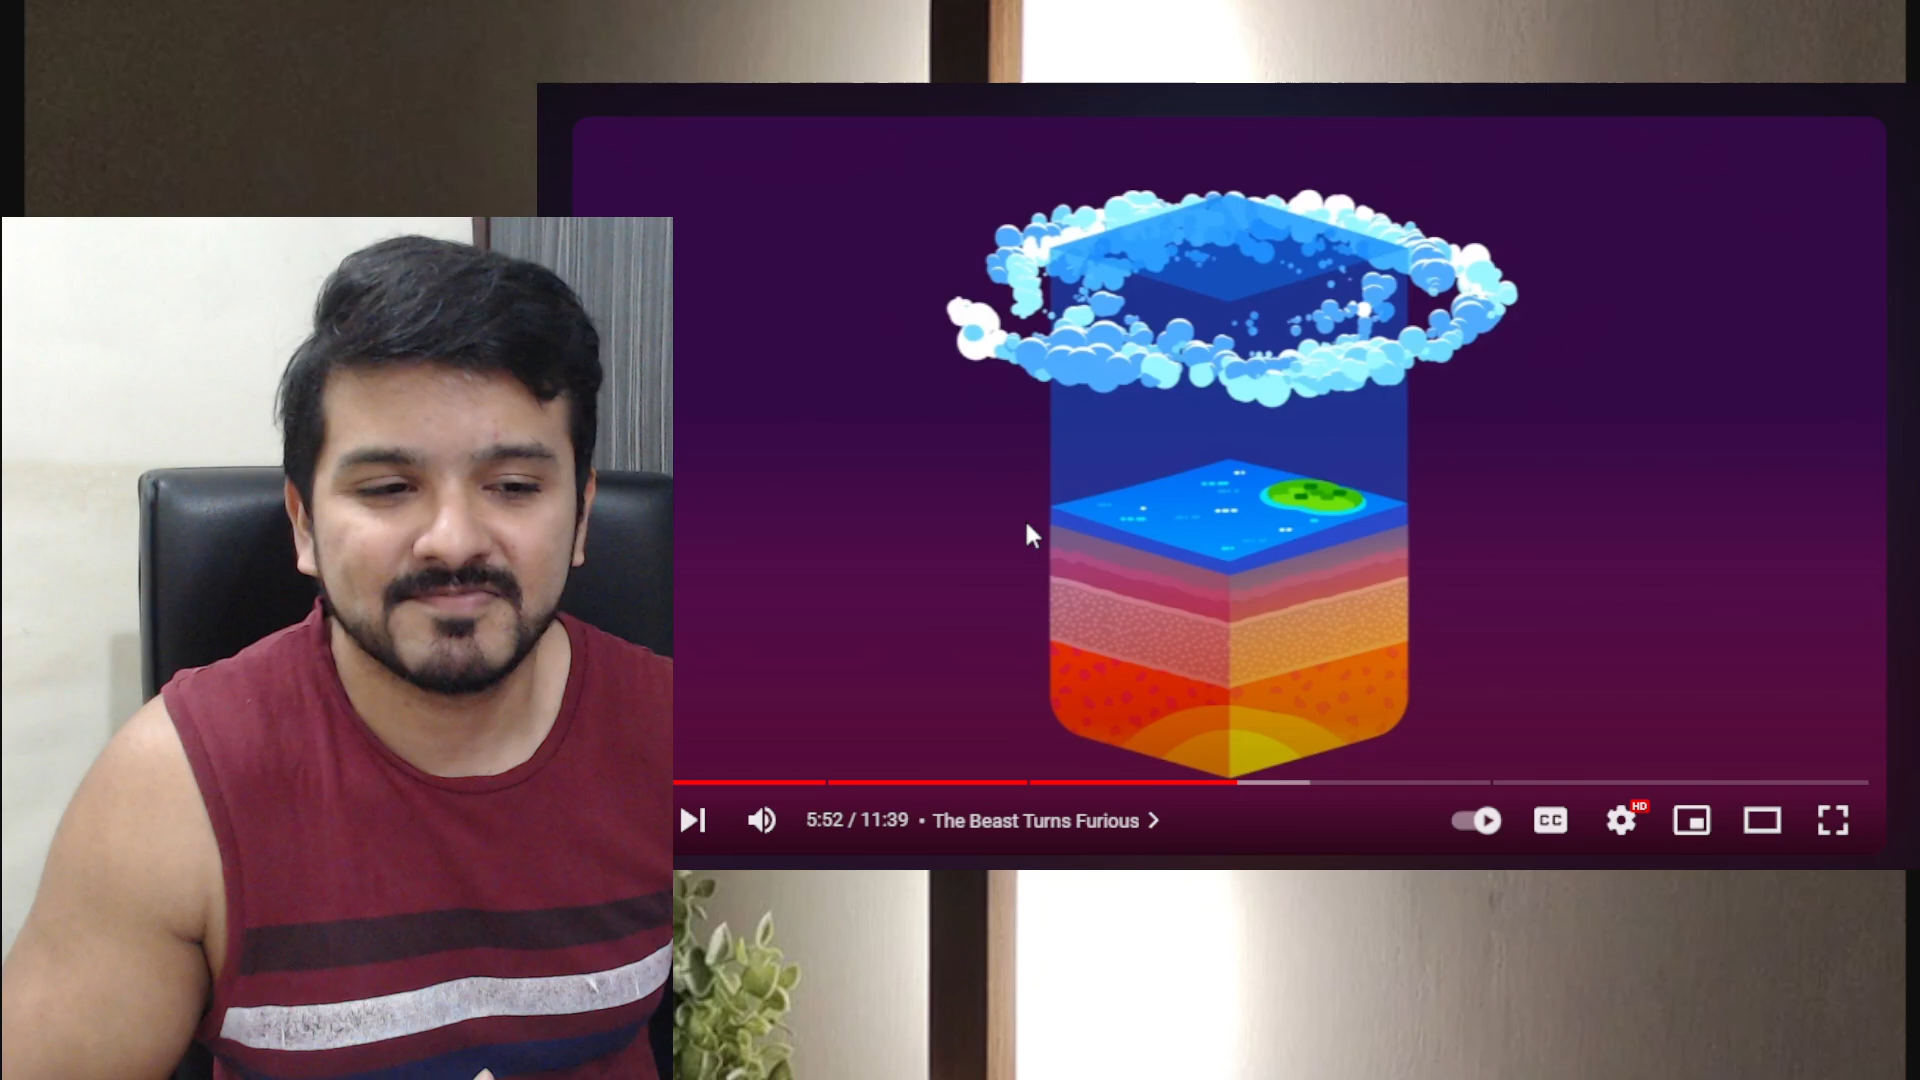 5:52 / 11:39 • The Beast Turns Furious
CC
HD